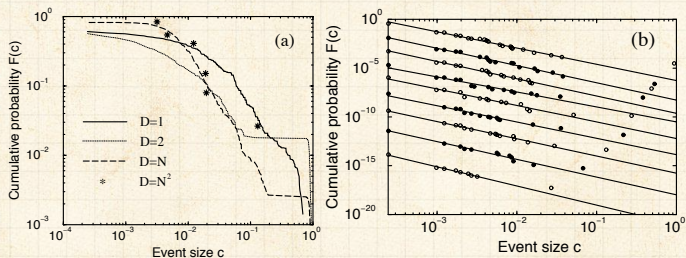 (a)
Cumulative probability F(c)
10^0
10^-1
10^-2
10^-3
D=1
D=2
D=N
D=N^2
10^-4
10^-3
10^-2
10^-1
10^0
Event size c
(b)
Cumulative probability F(c)
10^0
10^-5
10^-10
10^-15
10^-20
10^-3
10^-2
10^-1
10^0
Event size c